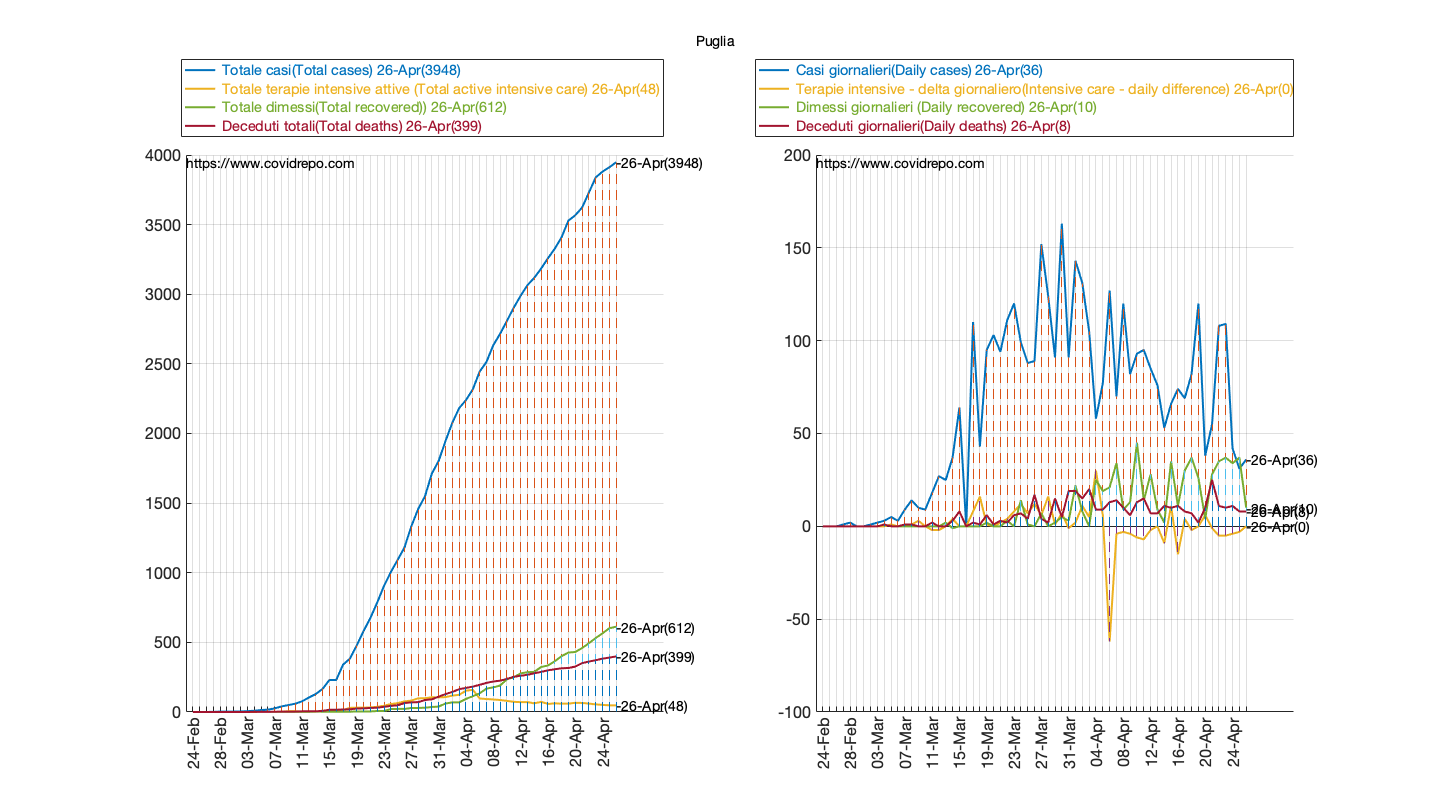 Puglia
Totale casi(Total cases) 26-Apr(3948)
Totale terapie intensive attive (Total active intensive care) 26-Apr(48)
Totale dimessi(Total recovered)) 26-Apr(612)
Deceduti totali(Total deaths) 26-Apr(399)
4000
https://www.covidrepo.com
3500
3000
2500
2000
1500
1000
500
0
26-Apr(3948)
26-Apr(612)
26-Apr(399)
26-Apr(48)
24-Feb
28-Feb
03-Mar
07-Mar
11-Mar
15-Mar
19-Mar
23-Mar
27-Mar
31-Mar
04-Apr
08-Apr
12-Apr
16-Apr
20-Apr
24-Apr
Casi giornalieri(Daily cases) 26-Apr(36)
Terapie intensive - delta giornaliero(Intensive care - daily difference) 26-Apr(0)
Dimessi giornalieri (Daily recovered) 26-Apr(10)
Deceduti giornalieri(Daily deaths) 26-Apr(8)
200
https://www.covidrepo.com
150
100
50
0
-50
-100
26-Apr(36)
26-Apr(10)
26-Apr(8)
26-Apr(0)
24-Feb
28-Feb
03-Mar
07-Mar
11-Mar
15-Mar
19-Mar
23-Mar
27-Mar
31-Mar
04-Apr
08-Apr
12-Apr
16-Apr
20-Apr
24-Apr